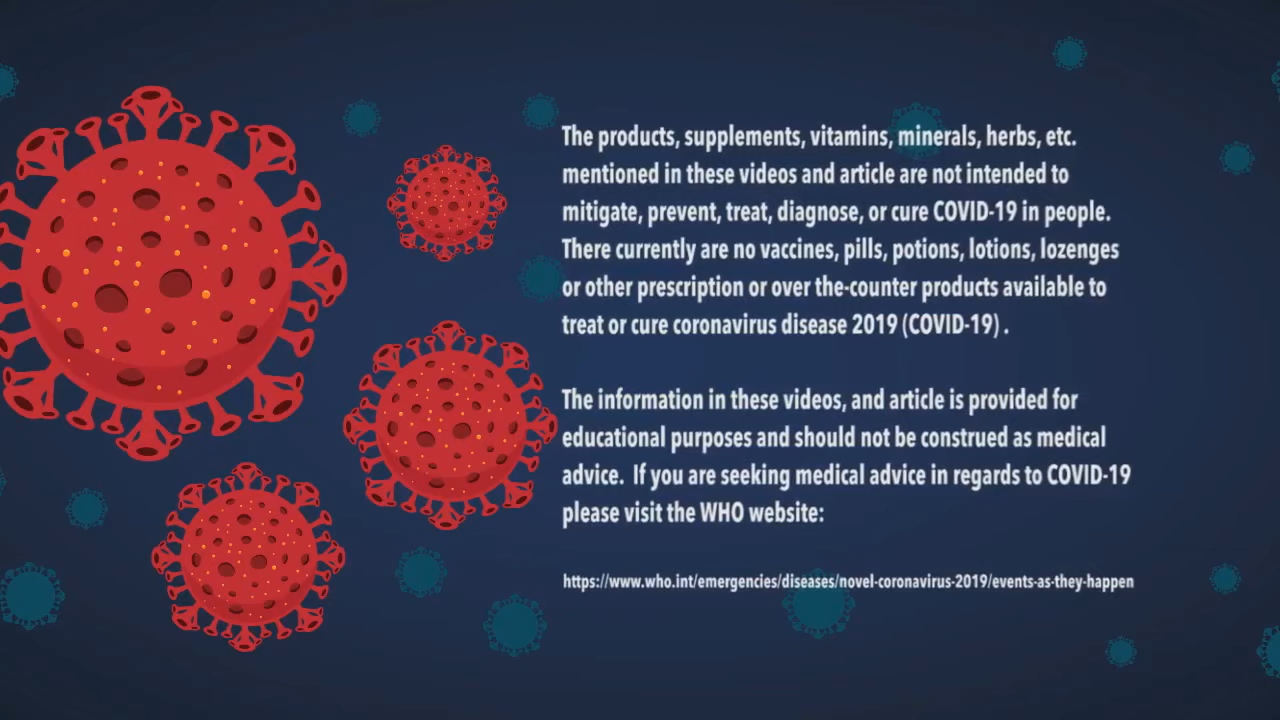 The products, supplements, vitamins, minerals, herbs, etc.
mentioned in these videos and article are not intended to
mitigate, prevent, treat, diagnose, or cure COVID-19 in people.
There currently are no vaccines, pills, potions, lotions, lozenges
or other prescription or over the-counter products available to
treat or cure coronavirus disease 2019 (COVID-19) .
The information in these videos, and article is provided for
educational purposes and should not be construed as medical
advice.  If you are seeking medical advice in regards to COVID-19
please visit the WHO website:
https://www.who.int/emergencies/diseases/novel-coronavirus-2019/events-as-they-happen